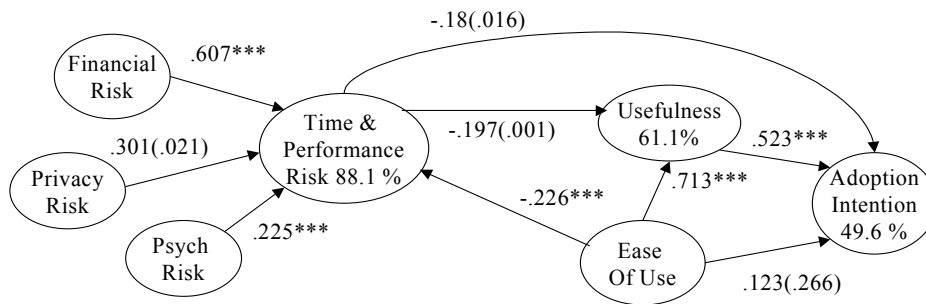 -.18(.016)
.607***
Financial
Risk
Time &
Performance
Risk 88.1 %
Usefulness
61.1%
-.197(.001)
.523***
.301(.021)
Privacy
Risk
.713***
Adoption
Intention
49.6 %
-.226***
.225***
Psych
Risk
Ease
Of Use
.123(.266)